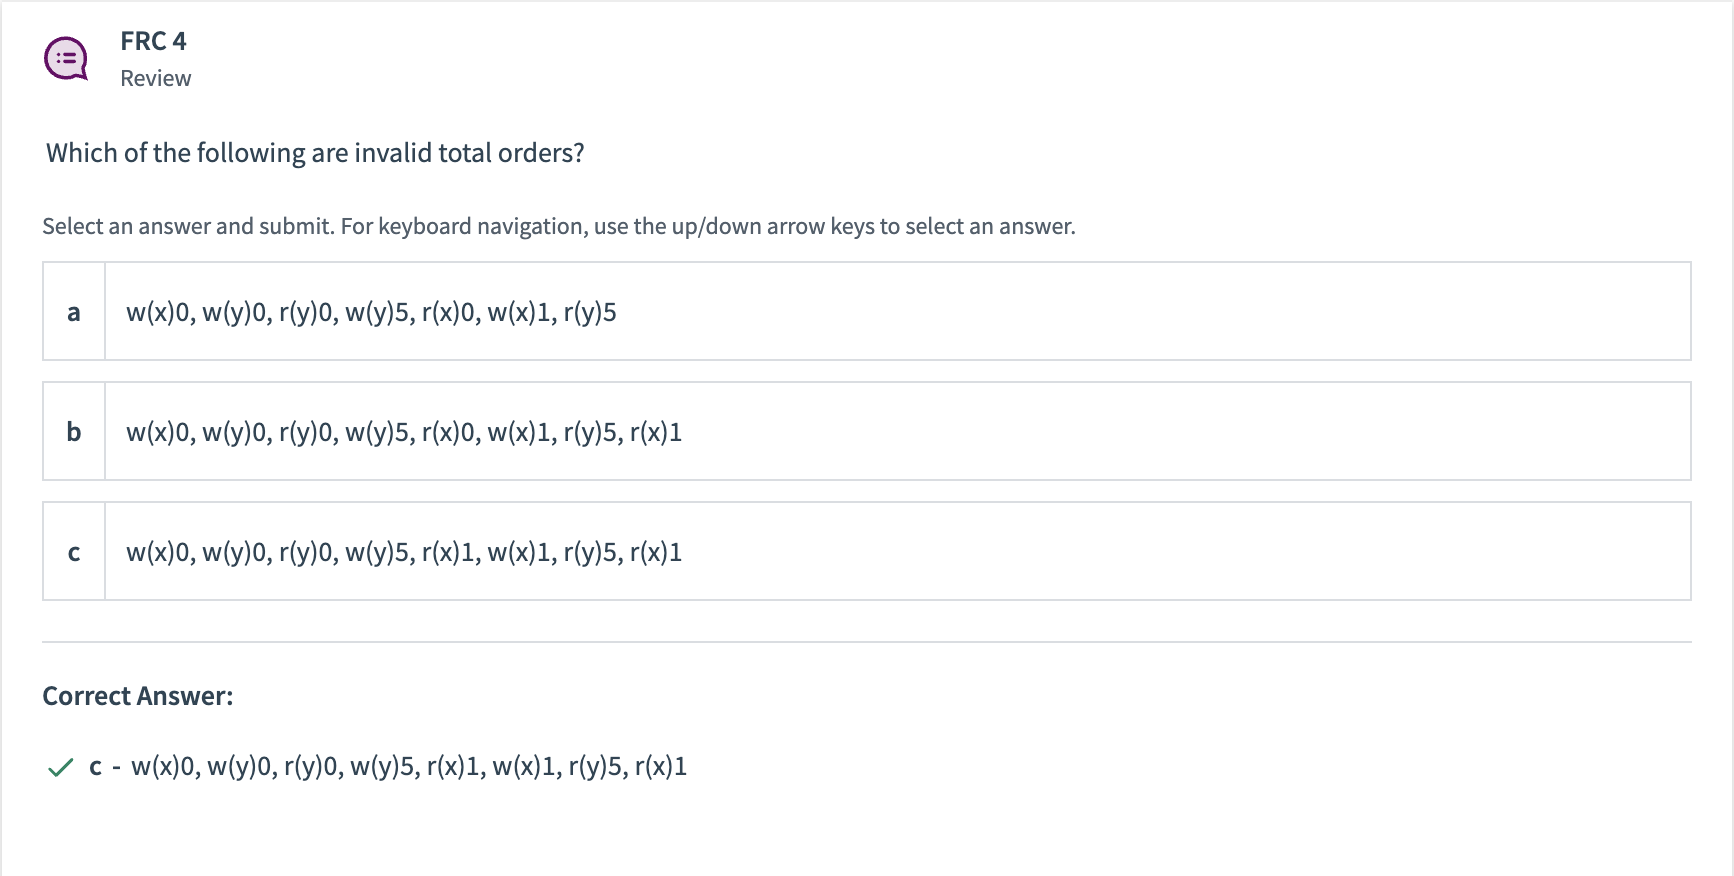 FRC 4
Review
Which of the following are invalid total orders?
Select an answer and submit. For keyboard navigation, use the up/down arrow keys to select an answer.
a w(x)0, w(y)0, r(y)0, w(y)5, r(x)0, w(x)1, r(y)5
b w(x)0, w(y)0, r(y)0, w(y)5, r(x)0, w(x)1, r(y)5, r(x)1
c w(x)0, w(y)0, r(y)0, w(y)5, r(x)1, w(x)1, r(y)5, r(x)1
Correct Answer:
c - w(x)0, w(y)0, r(y)0, w(y)5, r(x)1, w(x)1, r(y)5, r(x)1